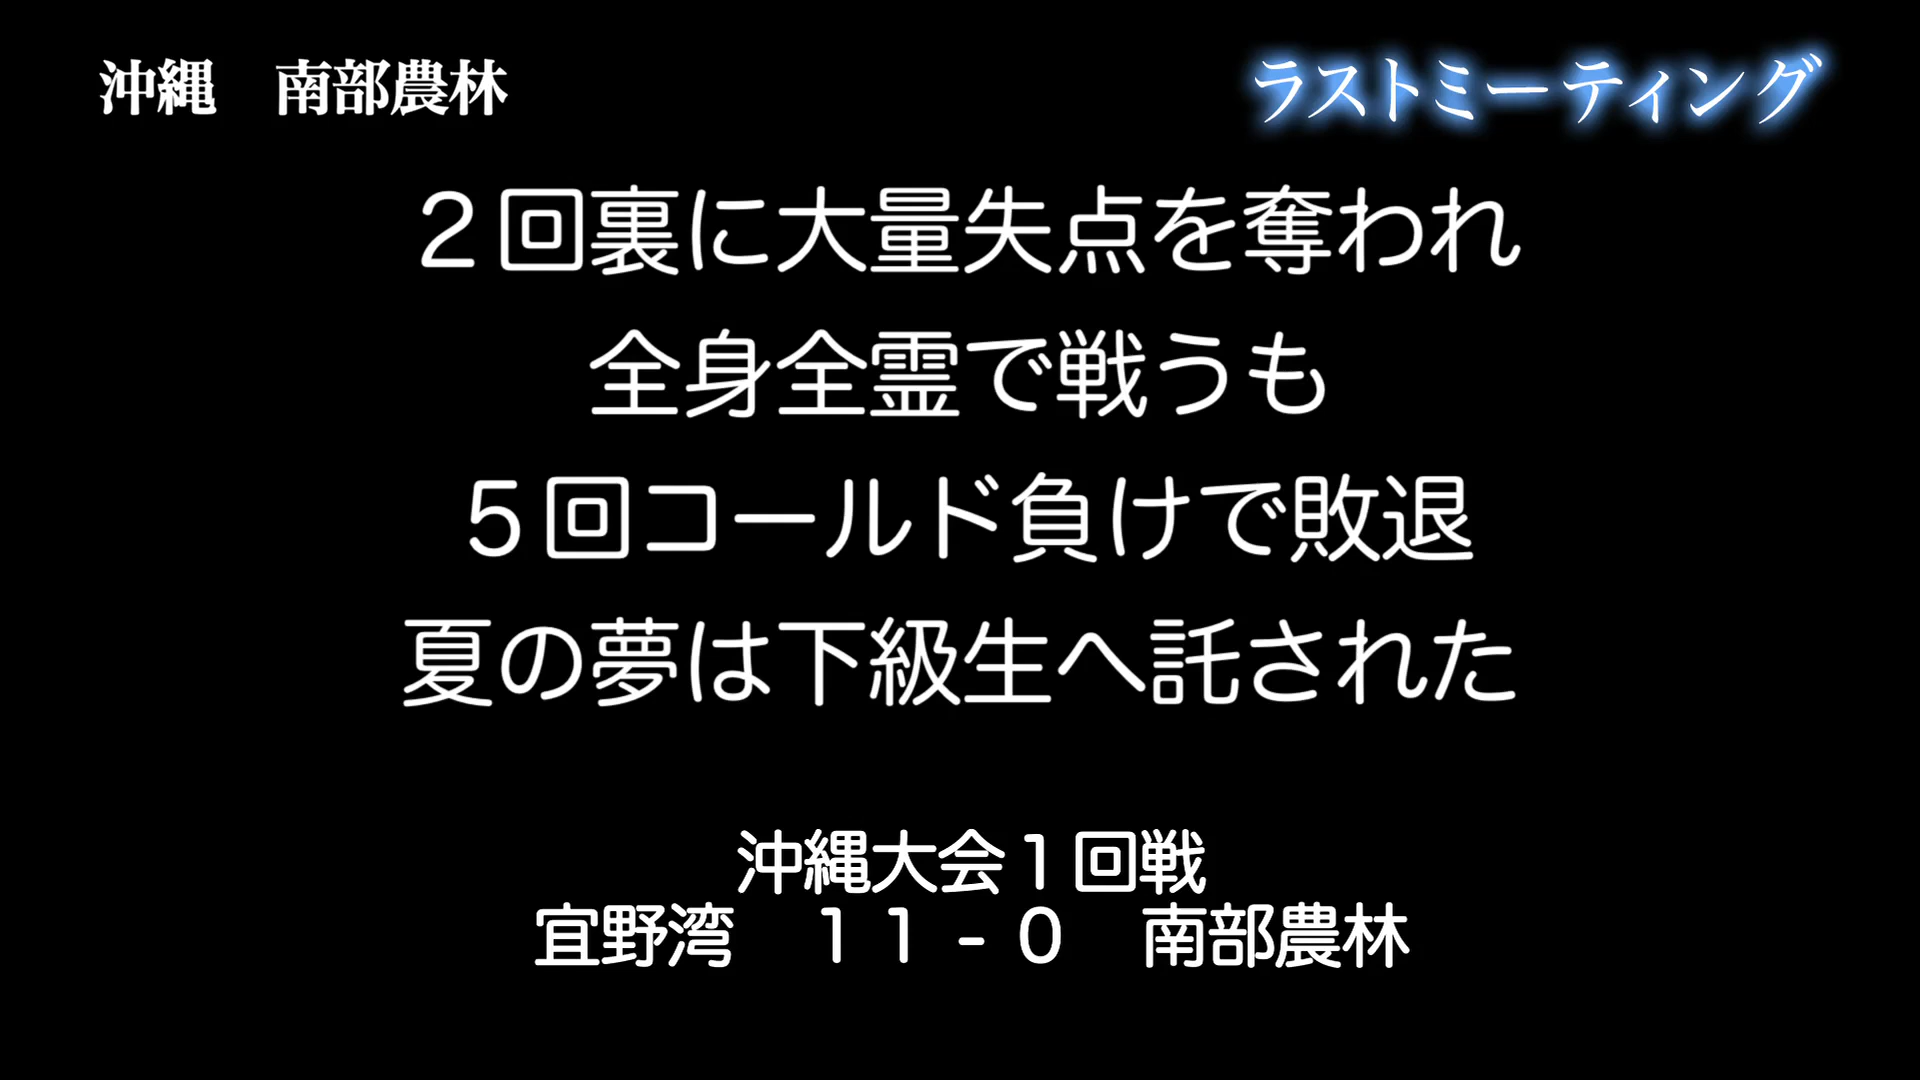 沖縄　南部農林
ラストミーティング
２回裏に大量失点を奪われ
全身全霊で戦うも
５回コールド負けで敗退
夏の夢は下級生へ託された
沖縄大会１回戦
宜野湾　１１-０　南部農林